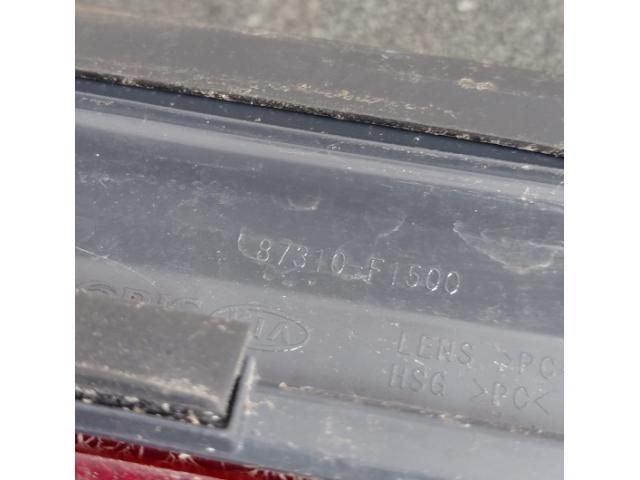 87310-F1500
KIA
LENS >PC<
HSG >PC<